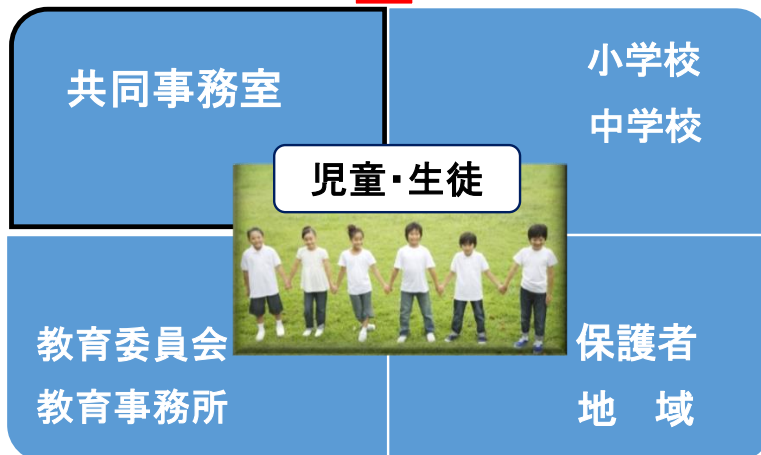 共同事務室
小学校
中学校
児童・生徒
教育委員会
教育事務所
保護者
地　域